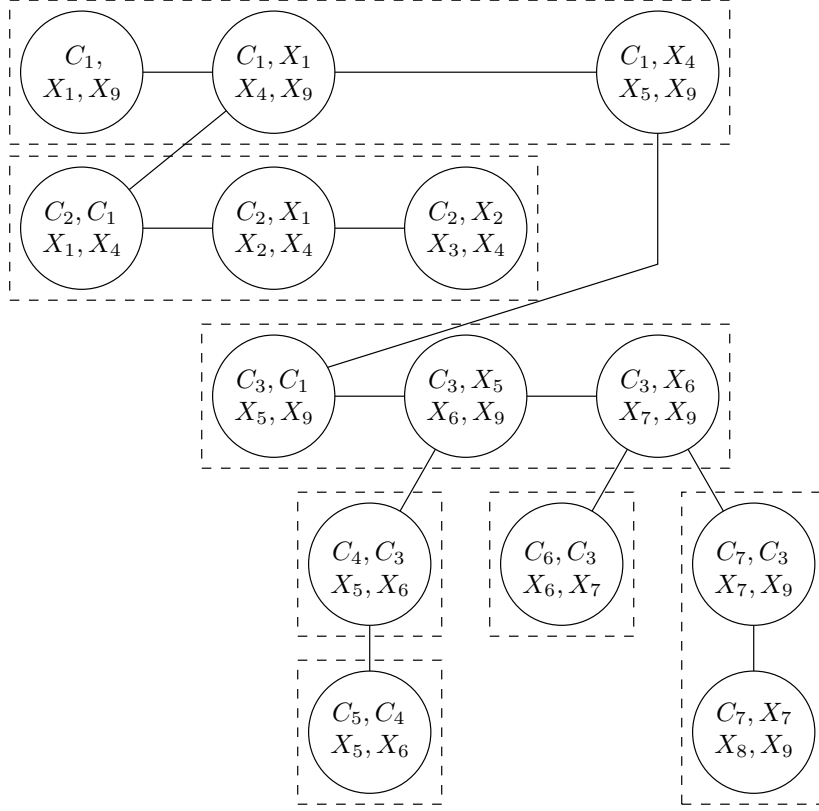 C₁,
X₁, X₉
C₁, X₁
X₄, X₉
C₁, X₄
X₅, X₉
C₂, C₁
X₁, X₄
C₂, X₁
X₂, X₄
C₂, X₂
X₃, X₄
C₃, C₁
X₅, X₉
C₃, X₅
X₆, X₉
C₃, X₆
X₇, X₉
C₄, C₃
X₅, X₆
C₆, C₃
X₆, X₇
C₇, C₃
X₇, X₉
C₅, C₄
X₅, X₆
C₇, X₇
X₈, X₉